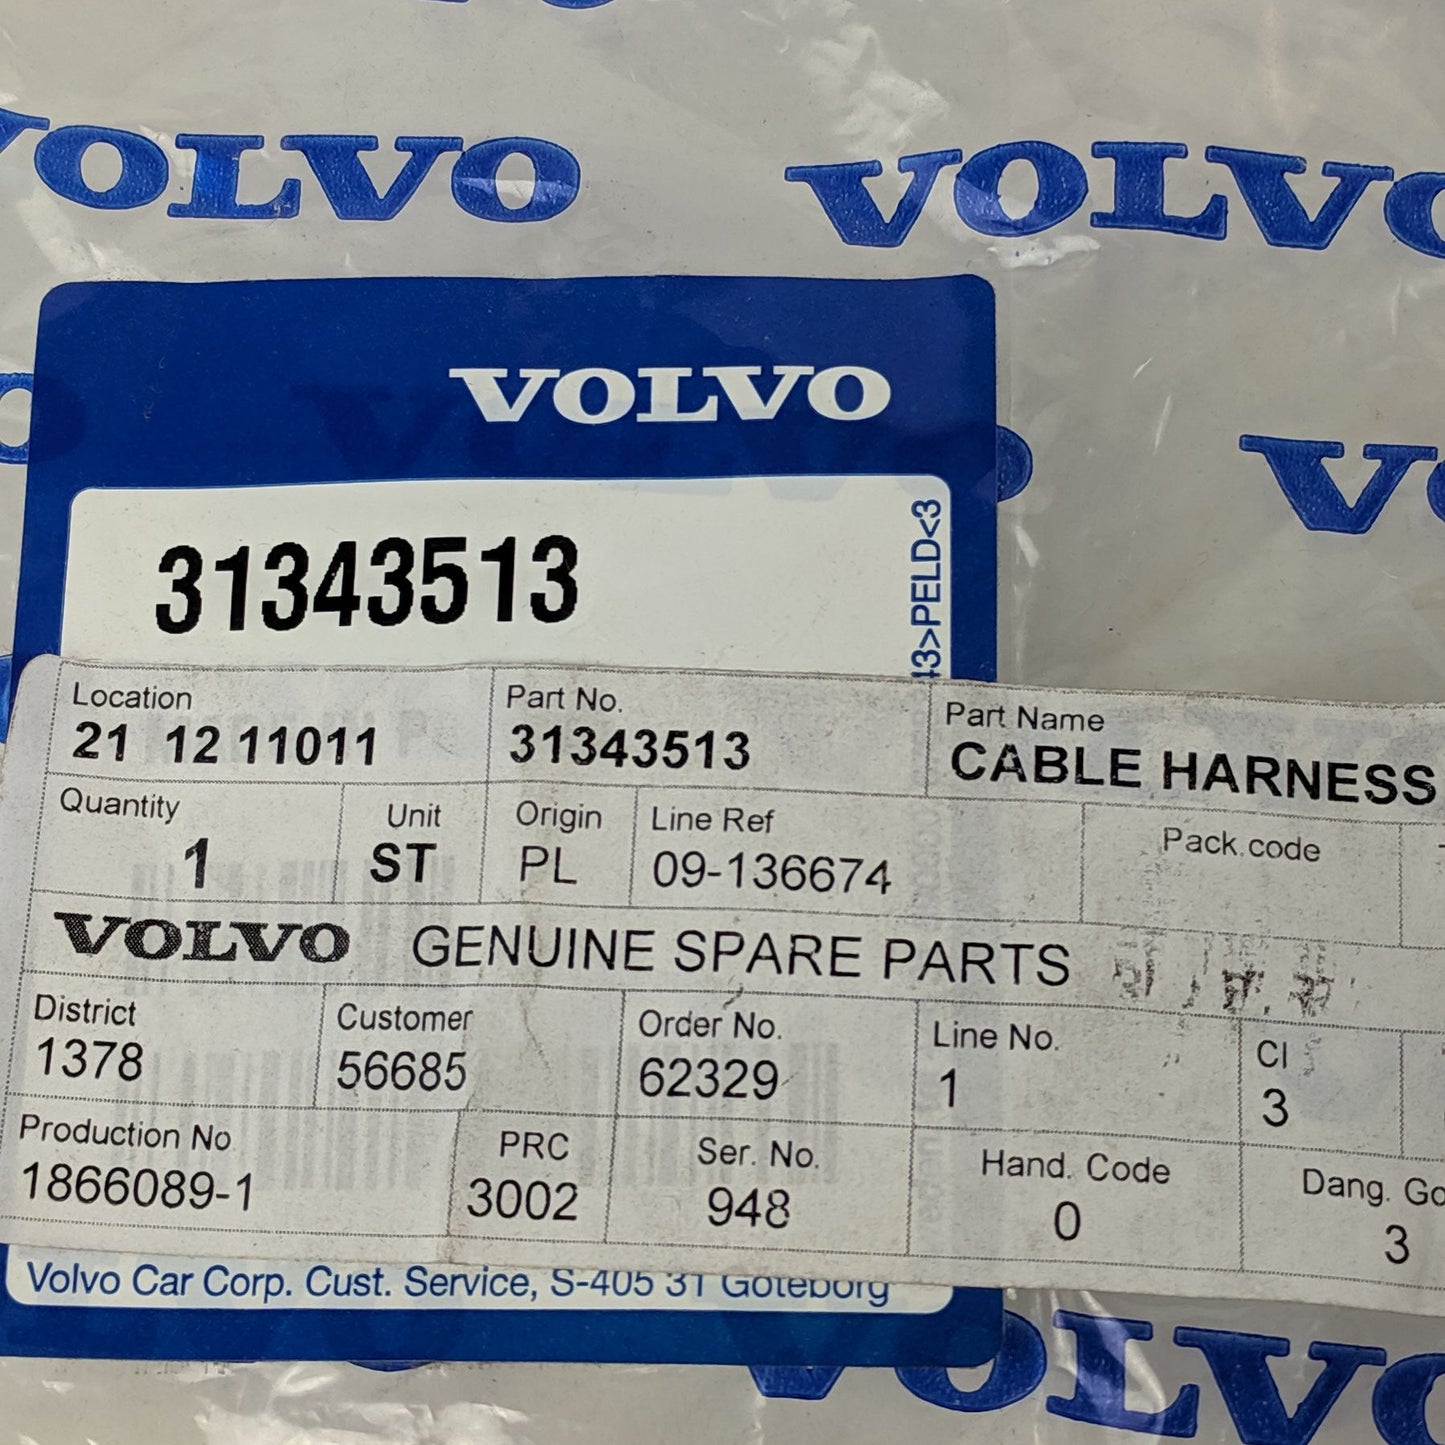 VOLVO VOLVO
VOLVO
31343513
43>PELD<3
Location
21 12 11011
Part No.
31343513
Part Name
CABLE HARNESS
Quantity
1
Unit
ST
Origin
PL
Line Ref
09-136674
Pack.code
VOLVO GENUINE SPARE PARTS
District
1378
Customer
56685
Order No.
62329
Line No.
1
CI
3
Production No
1866089-1
PRC
3002
Ser. No.
948
Hand. Code
0
Dang. Go
3
Volvo Car Corp. Cust. Service, S-405 31 Göteborg
VOLVO